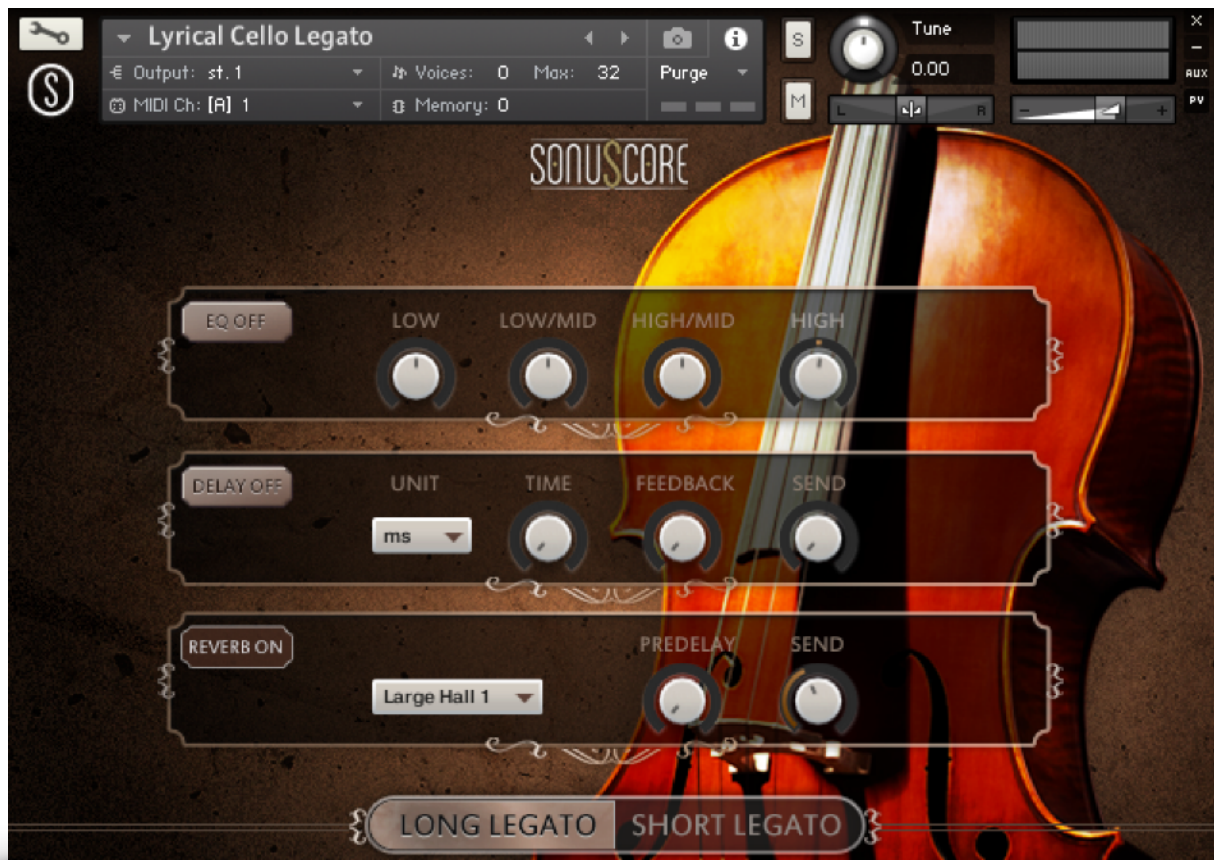 Lyrical Cello Legato
Output: st.1
Voices: 0 Max: 32
Purge
MIDI Ch: [A] 1
Memory: 0
S
M
Tune
0.00
L R
- +
×
-
AUX
PV
SONUSCORE
EQ OFF
LOW LOW/MID HIGH/MID HIGH
DELAY OFF
UNIT TIME FEEDBACK SEND
ms
REVERB ON
PREDELAY SEND
Large Hall 1
LONG LEGATO SHORT LEGATO